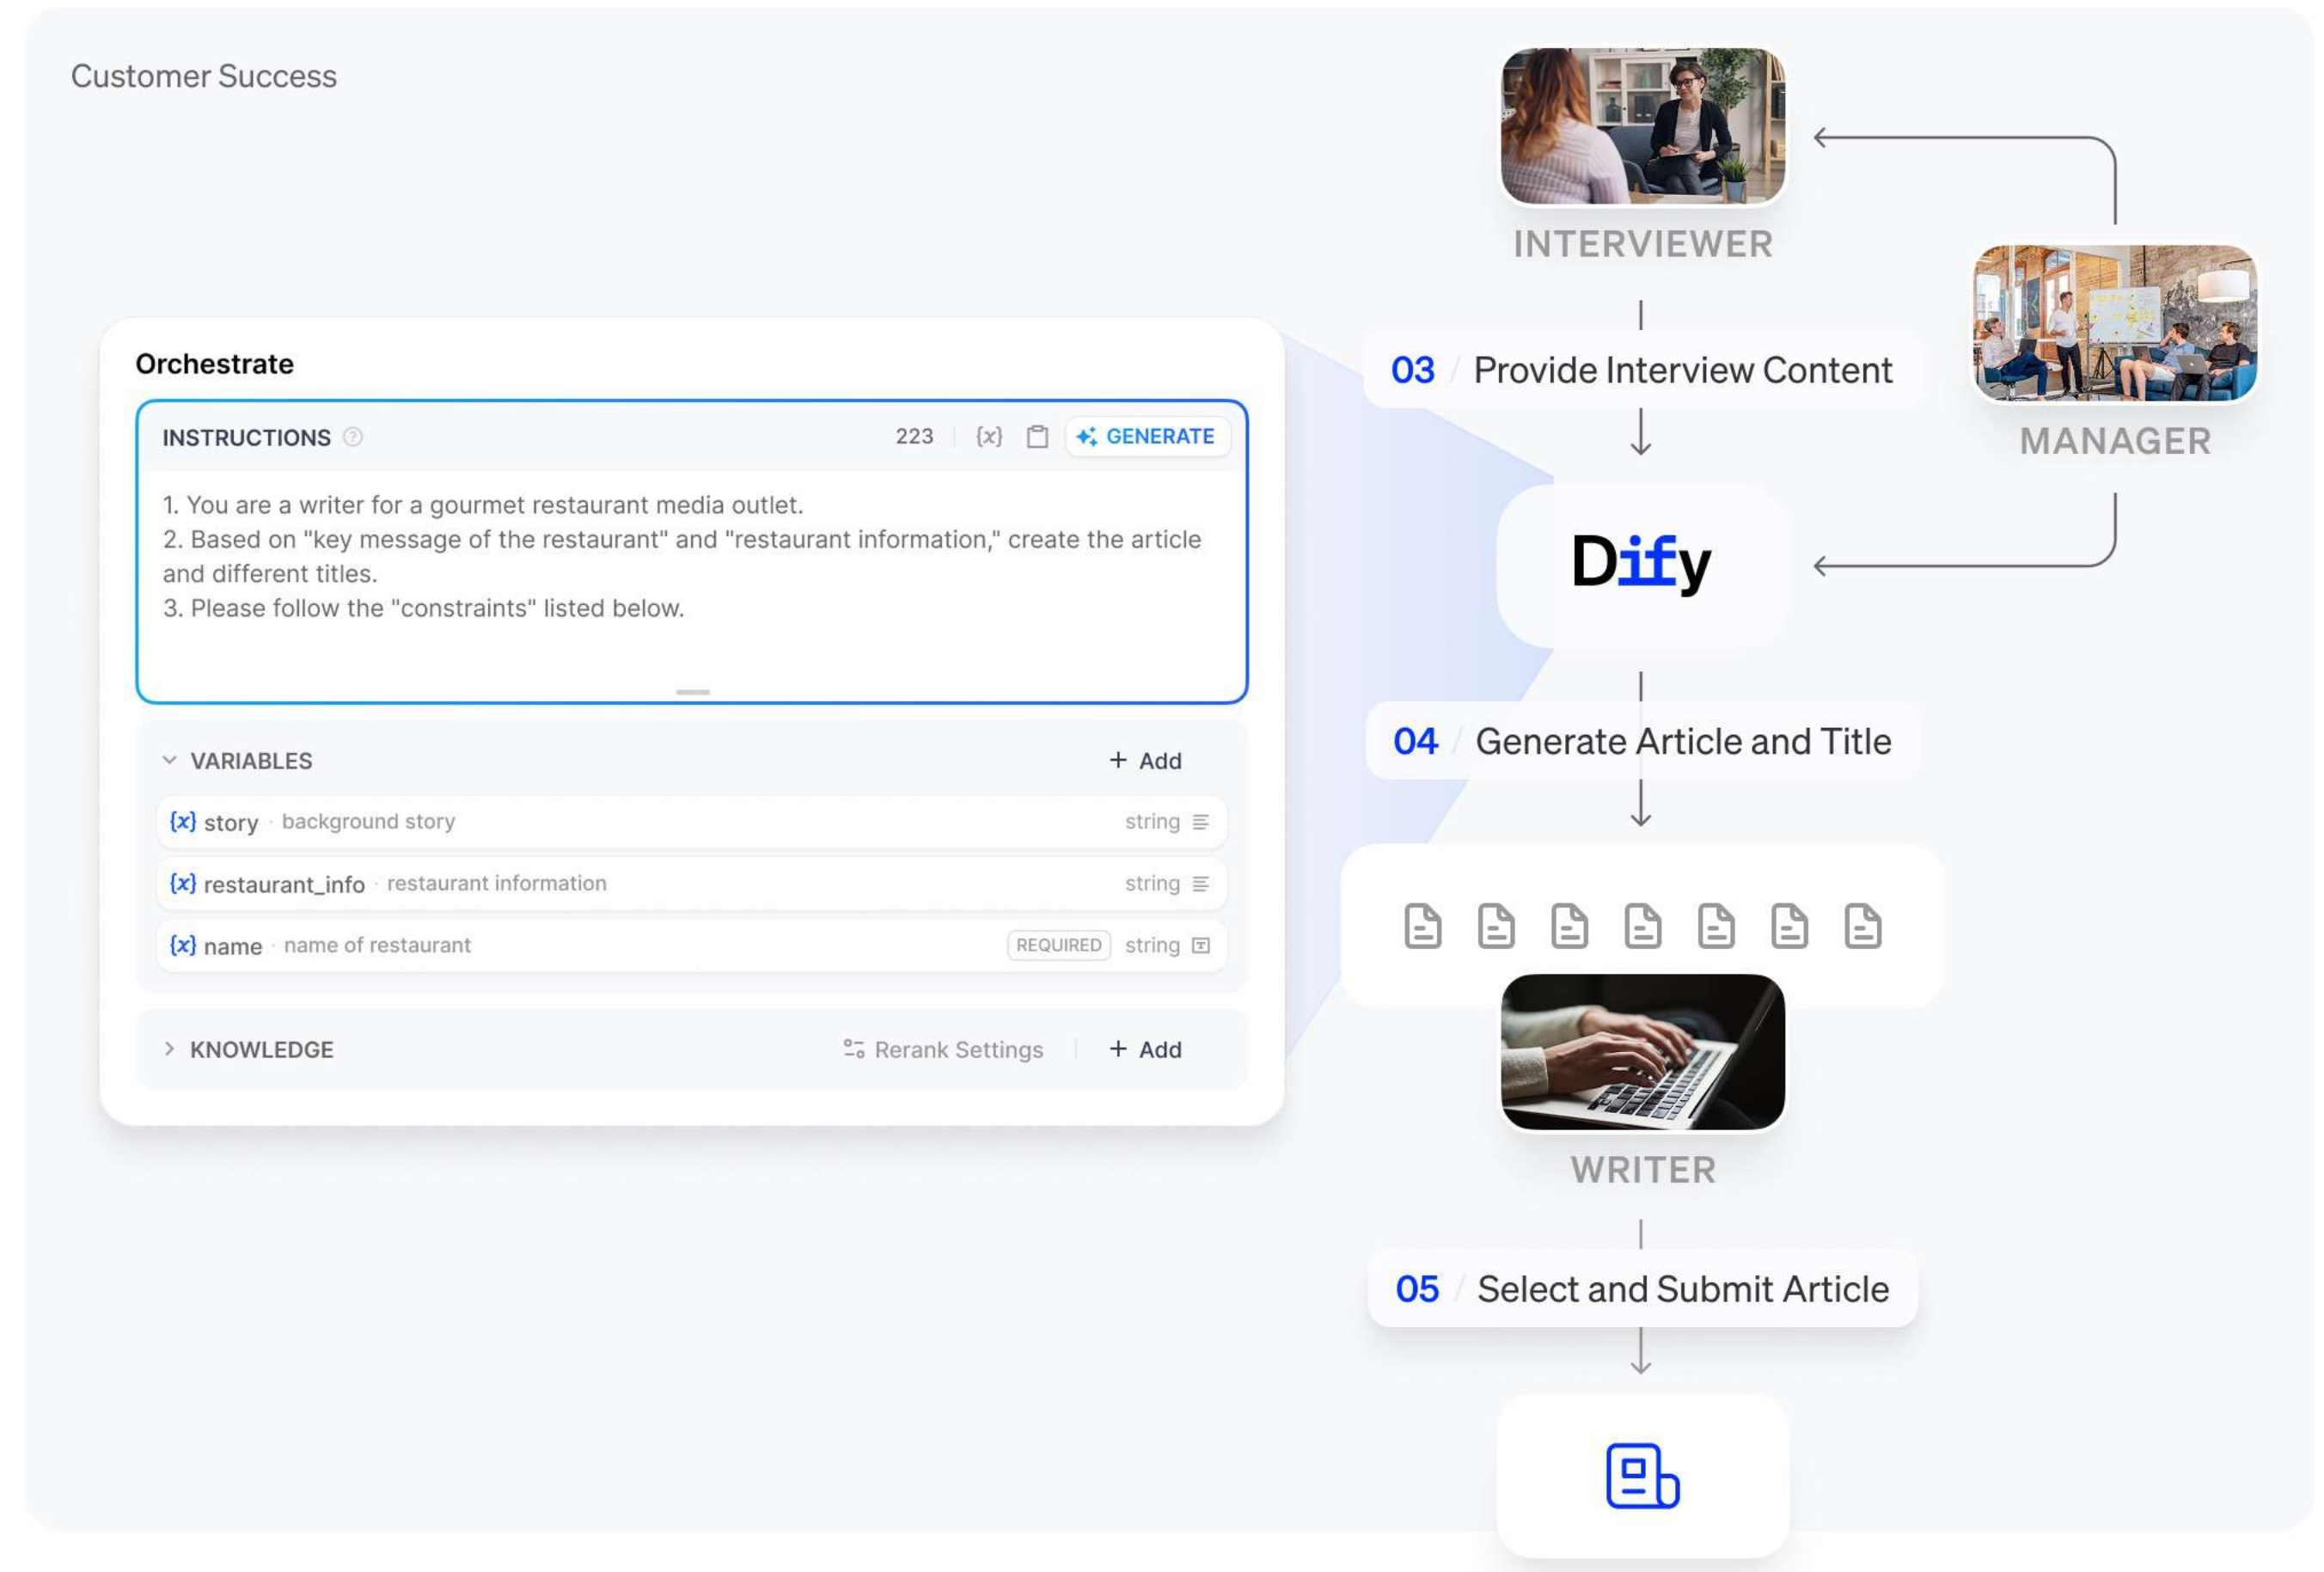 Customer Success
INTERVIEWER
MANAGER
03 / Provide Interview Content
Dify
04 / Generate Article and Title
WRITER
05 / Select and Submit Article
Orchestrate
INSTRUCTIONS ? 223 {x} GENERATE
1. You are a writer for a gourmet restaurant media outlet.
2. Based on "key message of the restaurant" and "restaurant information," create the article
and different titles.
3. Please follow the "constraints" listed below.
VARIABLES + Add
{x} story · background story string
{x} restaurant_info · restaurant information string
{x} name · name of restaurant REQUIRED string
KNOWLEDGE Rerank Settings + Add